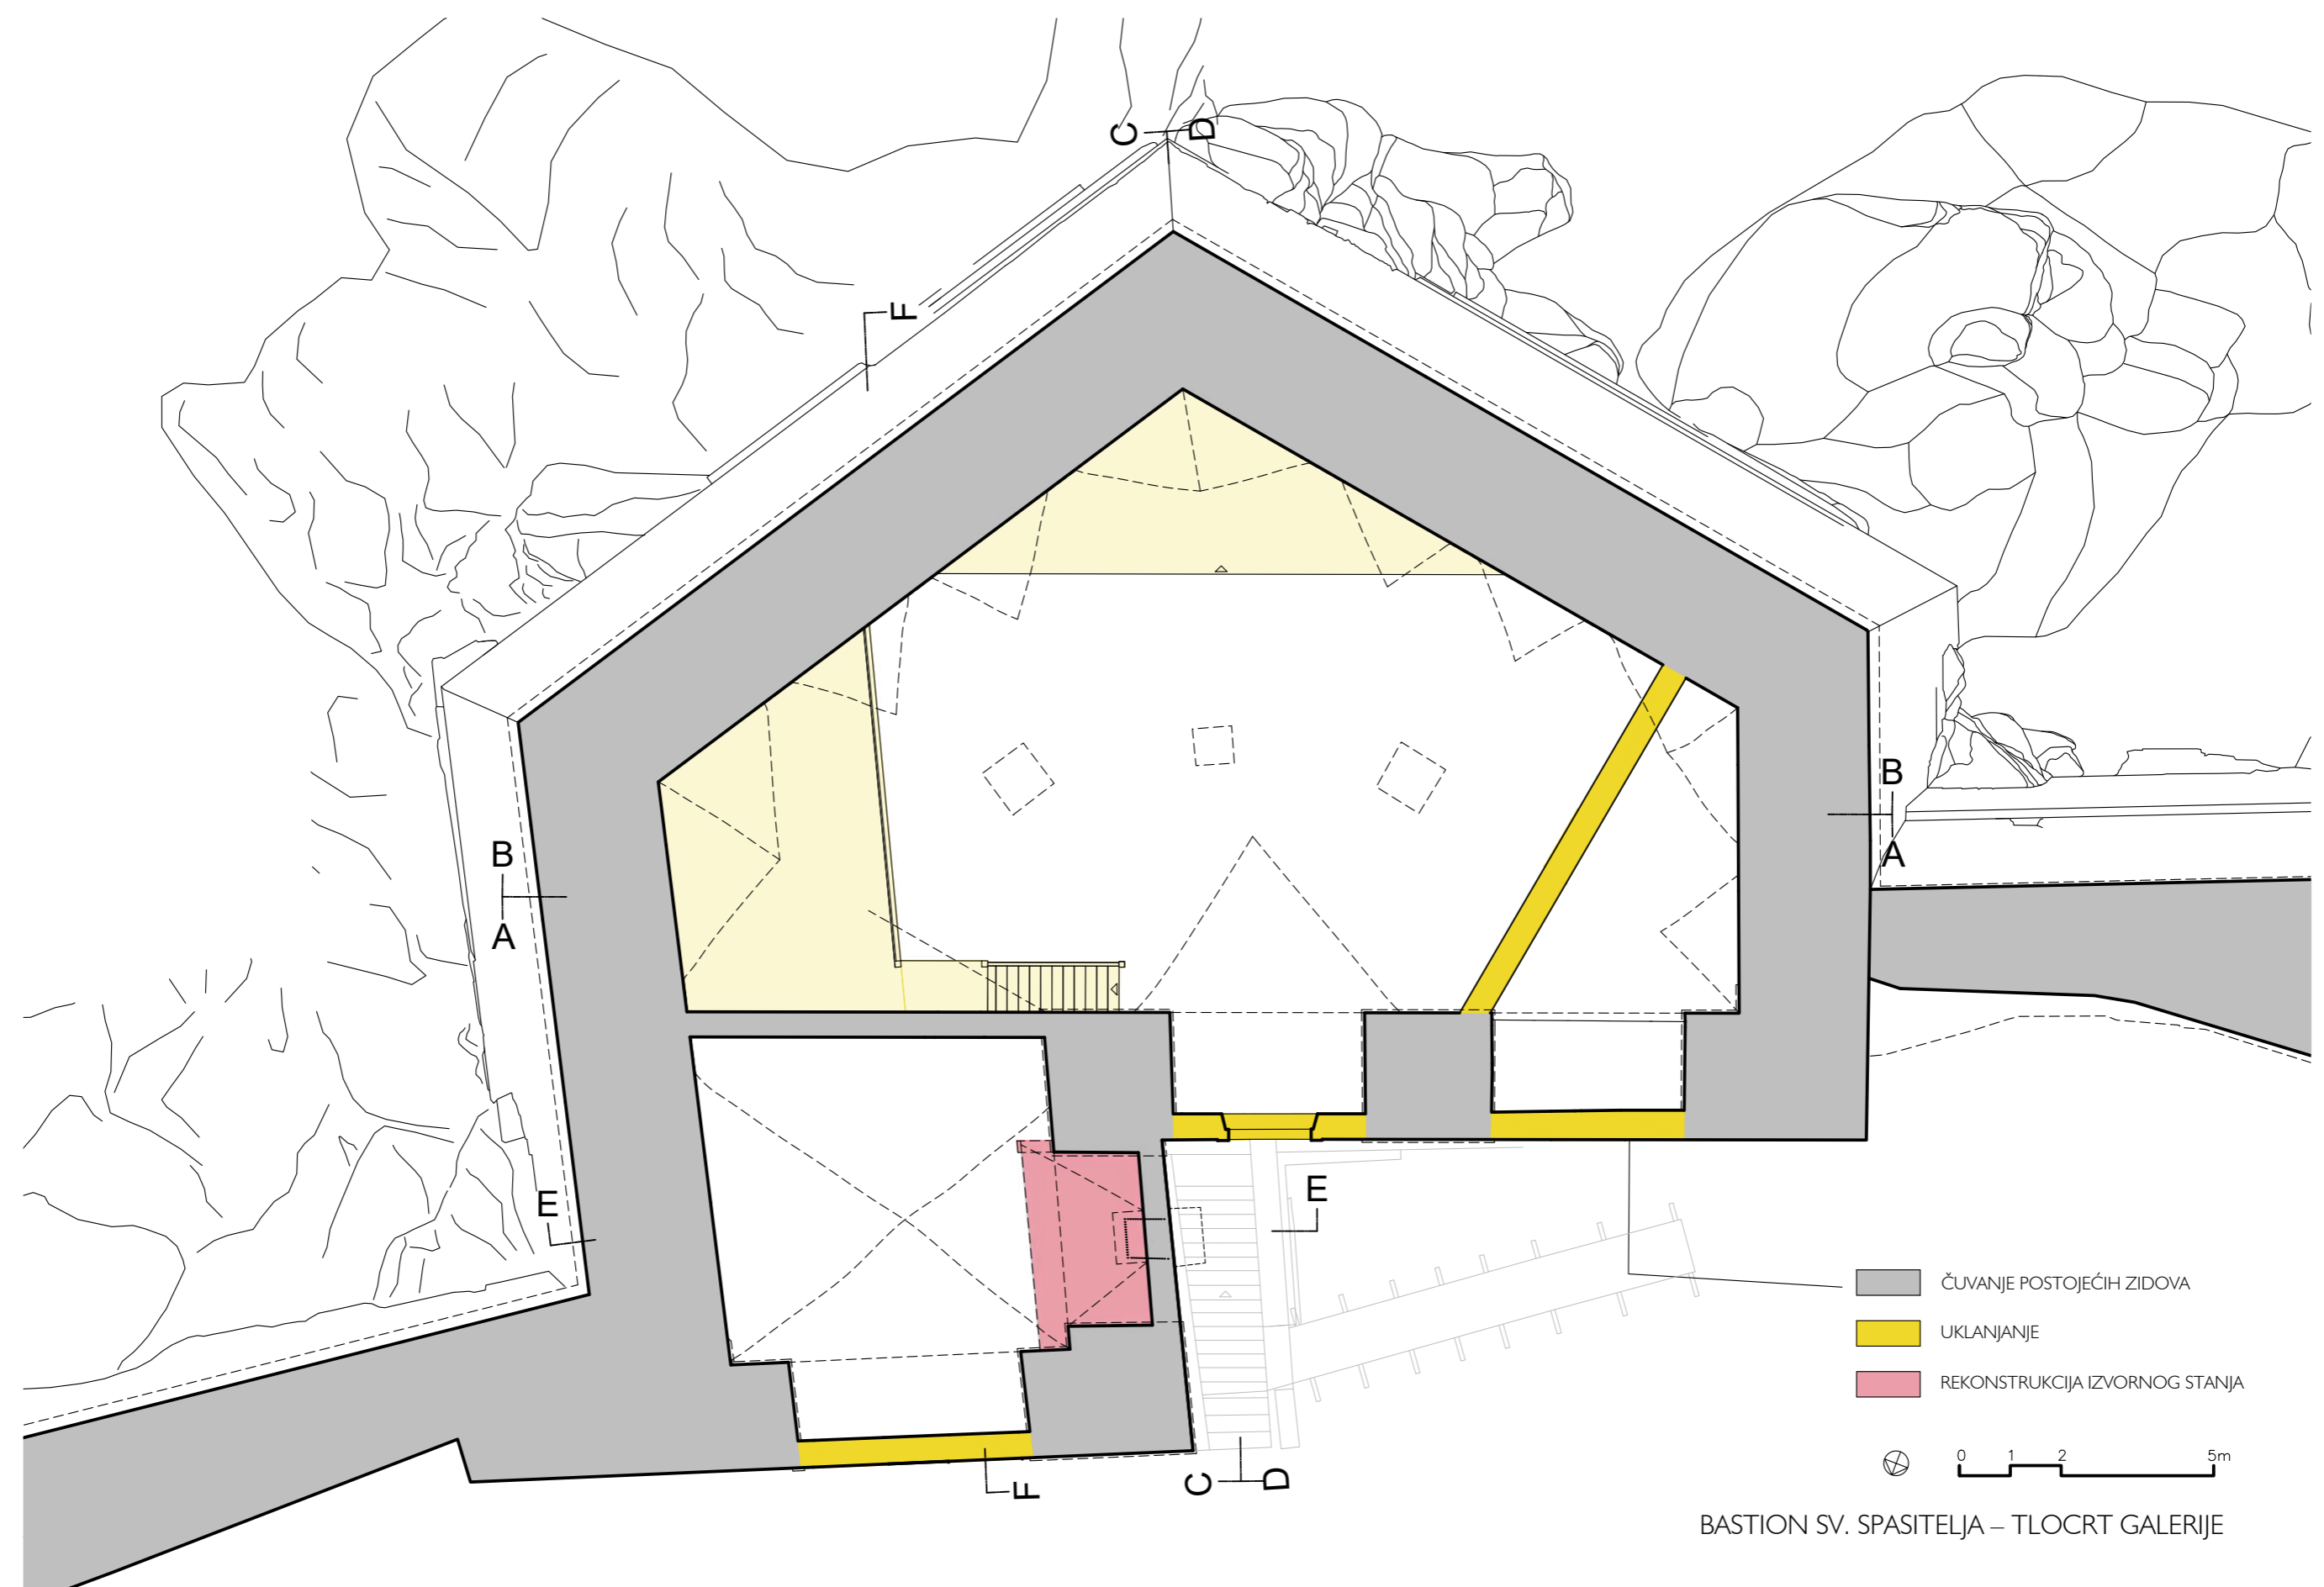 C
D
F
B
B
A
A
E
E
ČUVANJE POSTOJEĆIH ZIDOVA
UKLANJANJE
REKONSTRUKCIJA IZVORNOG STANJA
0 1 2 5m
F
C
D
BASTION SV. SPASITELJA – TLOCRT GALERIJE